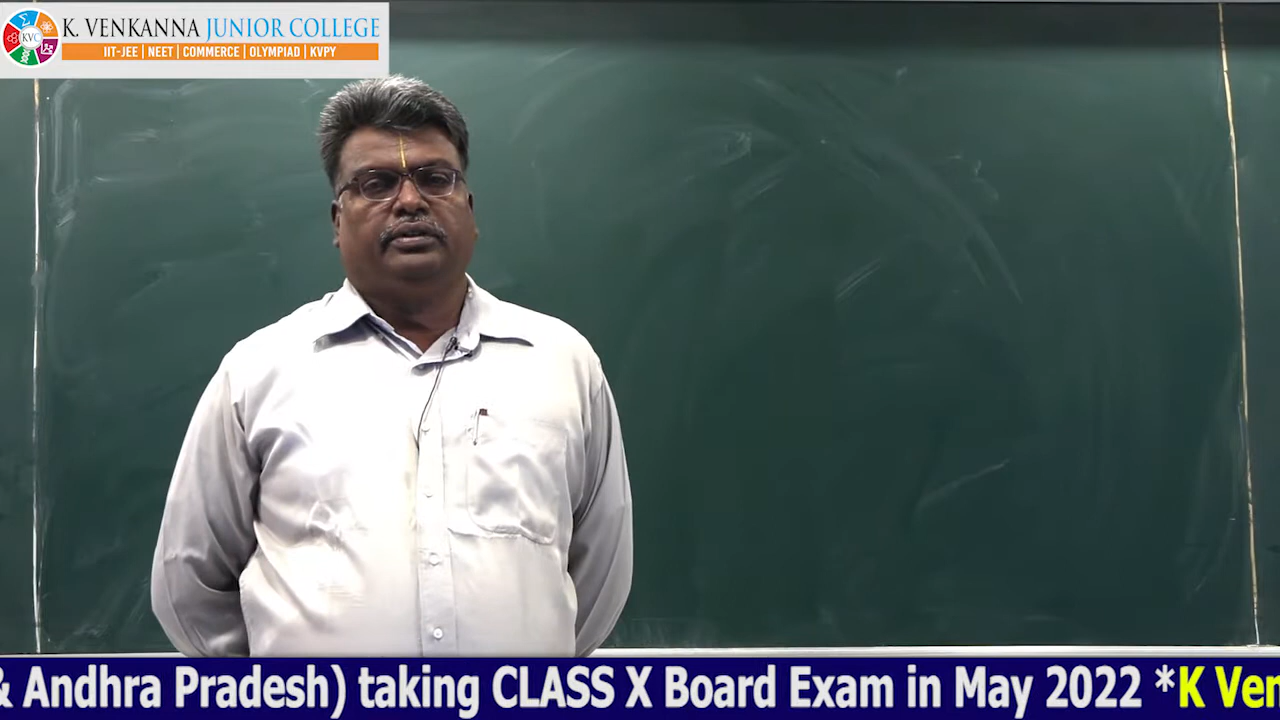 KVC
K. VENKANNA JUNIOR COLLEGE
IIT-JEE | NEET | COMMERCE | OLYMPIAD | KVPY
& Andhra Pradesh) taking CLASS X Board Exam in May 2022 *K Ven